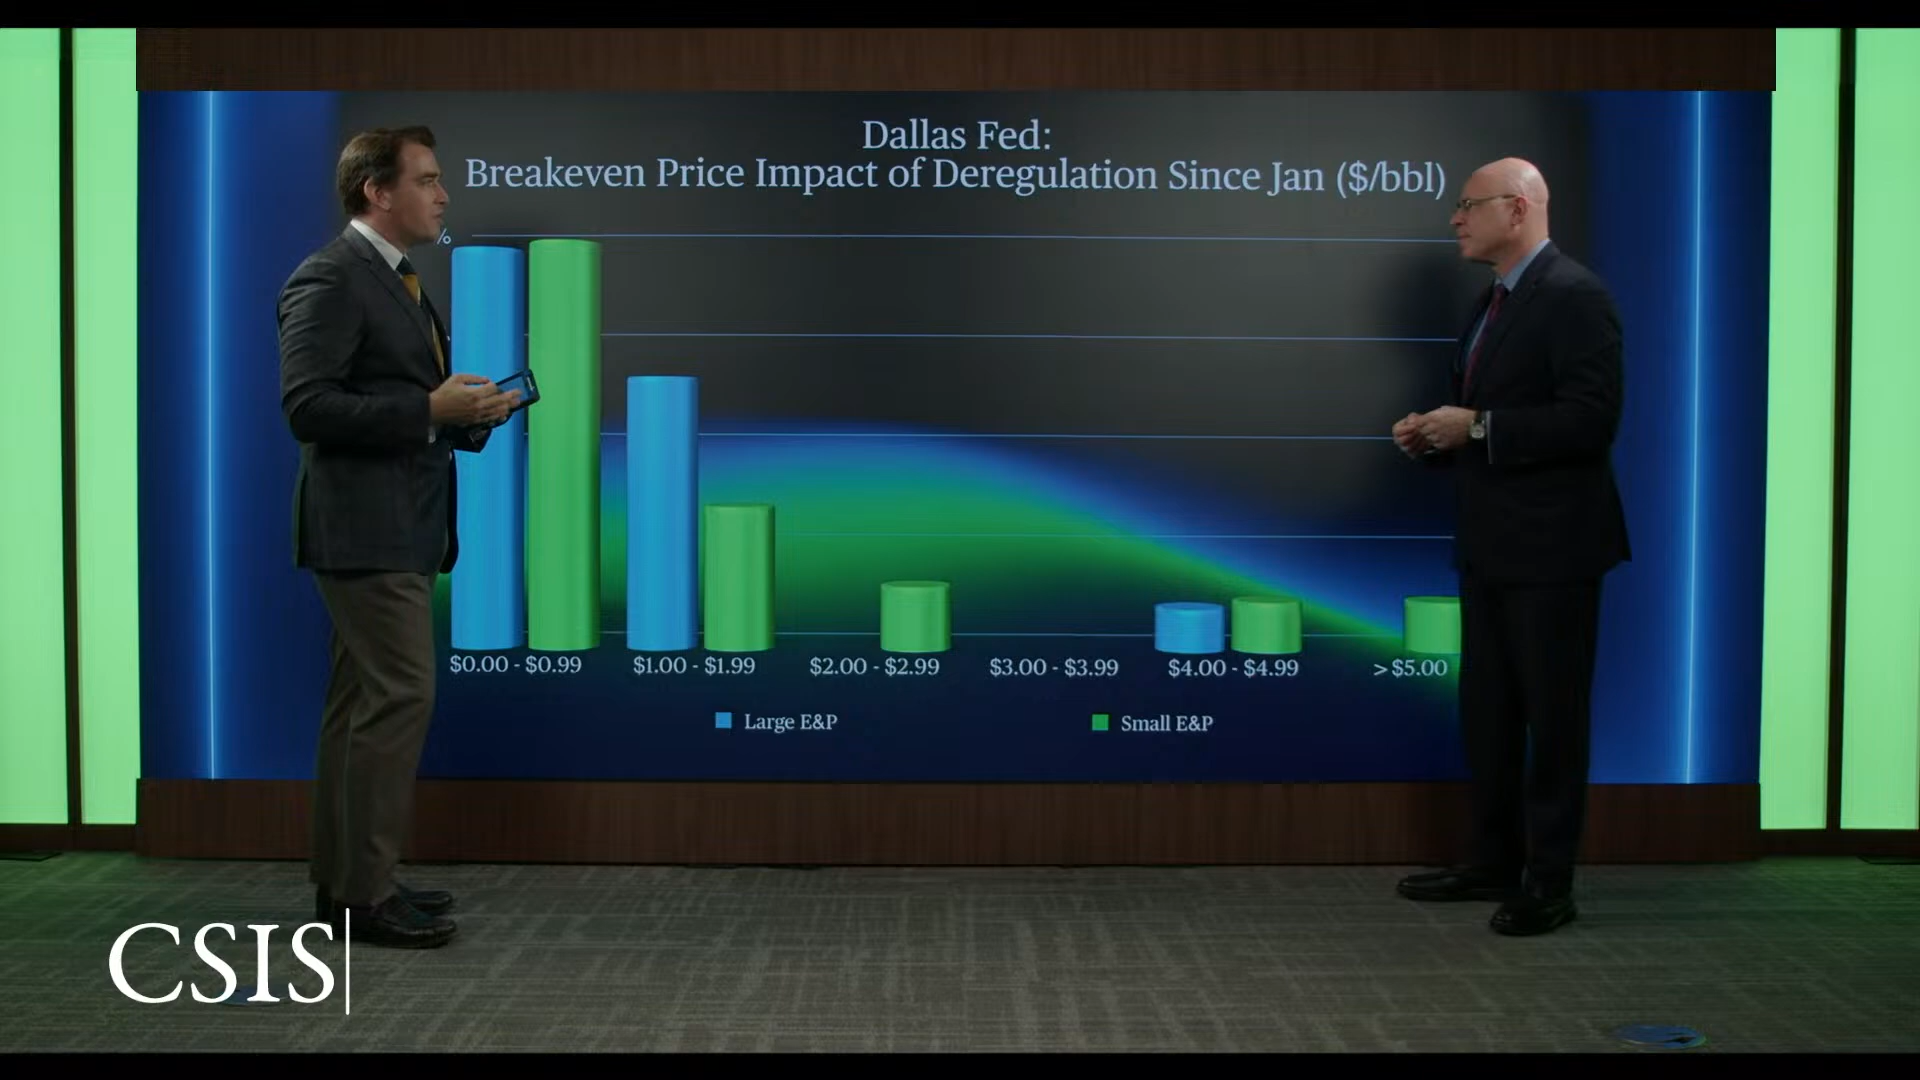 Dallas Fed:
Breakeven Price Impact of Deregulation Since Jan ($/bbl)
%
$0.00 - $0.99 $1.00 - $1.99 $2.00 - $2.99 $3.00 - $3.99 $4.00 - $4.99 > $5.00
Large E&P Small E&P
CSIS